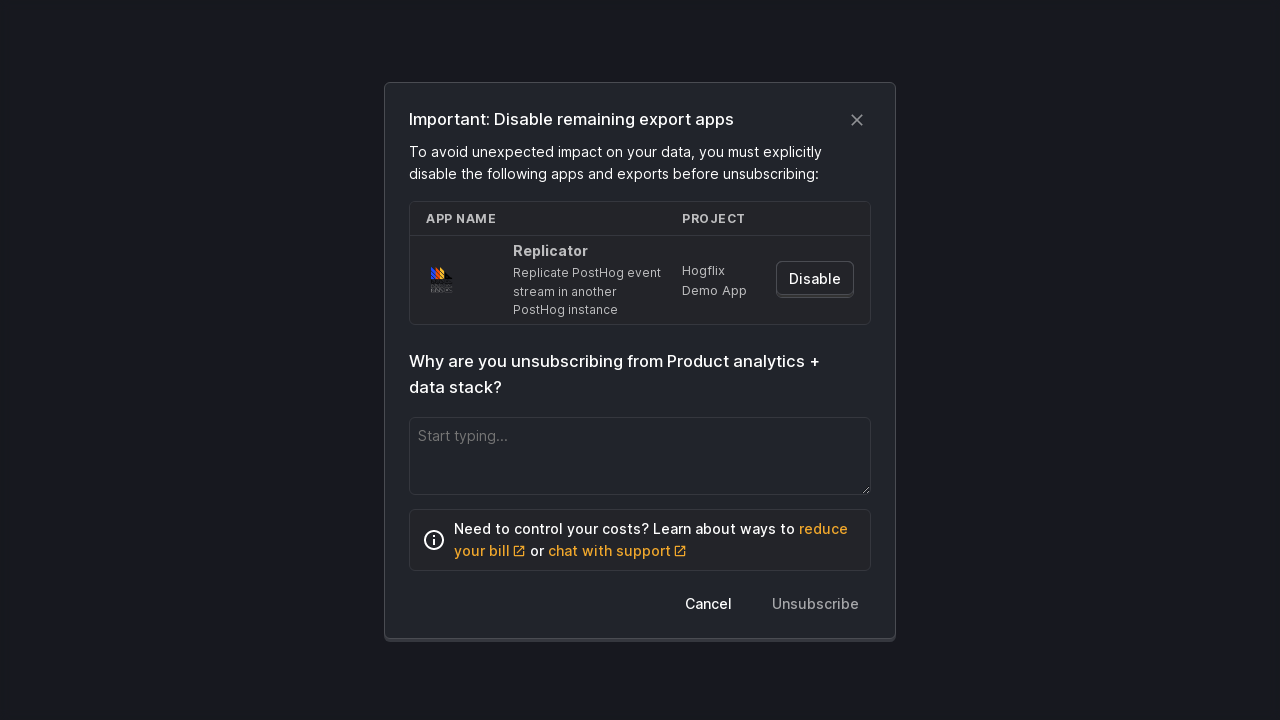 Important: Disable remaining export apps
To avoid unexpected impact on your data, you must explicitly
disable the following apps and exports before unsubscribing:
APP NAME PROJECT
Replicator
Replicate PostHog event
stream in another
PostHog instance
Hogflix
Demo App
Disable
Why are you unsubscribing from Product analytics +
data stack?
Start typing...
Need to control your costs? Learn about ways to reduce
your bill or chat with support
Cancel Unsubscribe